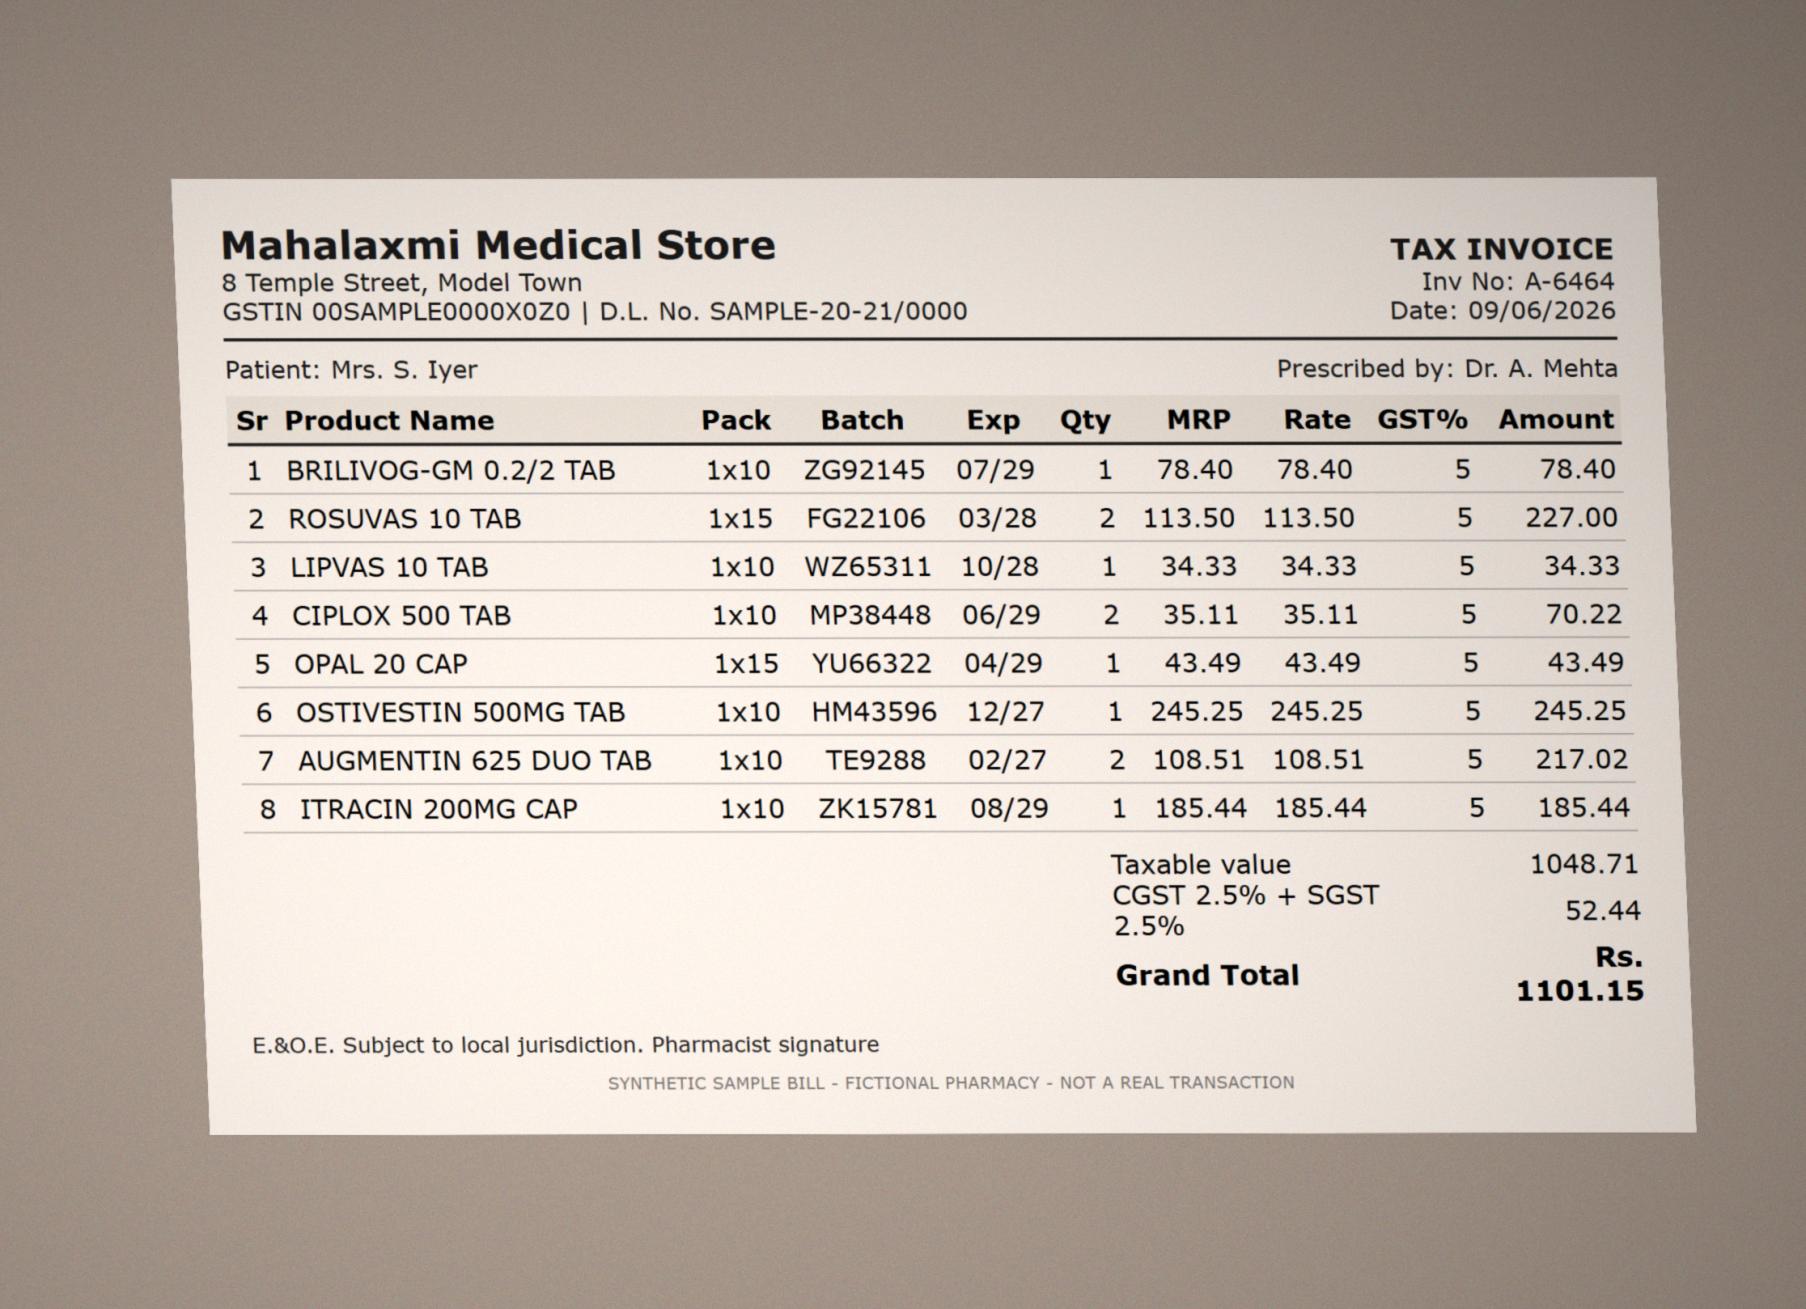 Mahalaxmi Medical Store
8 Temple Street, Model Town
GSTIN 00SAMPLE0000X0Z0 | D.L. No. SAMPLE-20-21/0000
TAX INVOICE
Inv No: A-6464
Date: 09/06/2026
Patient: Mrs. S. Iyer
Prescribed by: Dr. A. Mehta
Sr Product Name Pack Batch Exp Qty MRP Rate GST% Amount
1 BRILIVOG-GM 0.2/2 TAB 1x10 ZG92145 07/29 1 78.40 78.40 5 78.40
2 ROSUVAS 10 TAB 1x15 FG22106 03/28 2 113.50 113.50 5 227.00
3 LIPVAS 10 TAB 1x10 WZ65311 10/28 1 34.33 34.33 5 34.33
4 CIPLOX 500 TAB 1x10 MP38448 06/29 2 35.11 35.11 5 70.22
5 OPAL 20 CAP 1x15 YU66322 04/29 1 43.49 43.49 5 43.49
6 OSTIVESTIN 500MG TAB 1x10 HM43596 12/27 1 245.25 245.25 5 245.25
7 AUGMENTIN 625 DUO TAB 1x10 TE9288 02/27 2 108.51 108.51 5 217.02
8 ITRACIN 200MG CAP 1x10 ZK15781 08/29 1 185.44 185.44 5 185.44
Taxable value 1048.71
CGST 2.5% + SGST
2.5% 52.44
Grand Total Rs.
1101.15
E.&O.E. Subject to local jurisdiction. Pharmacist signature
SYNTHETIC SAMPLE BILL - FICTIONAL PHARMACY - NOT A REAL TRANSACTION